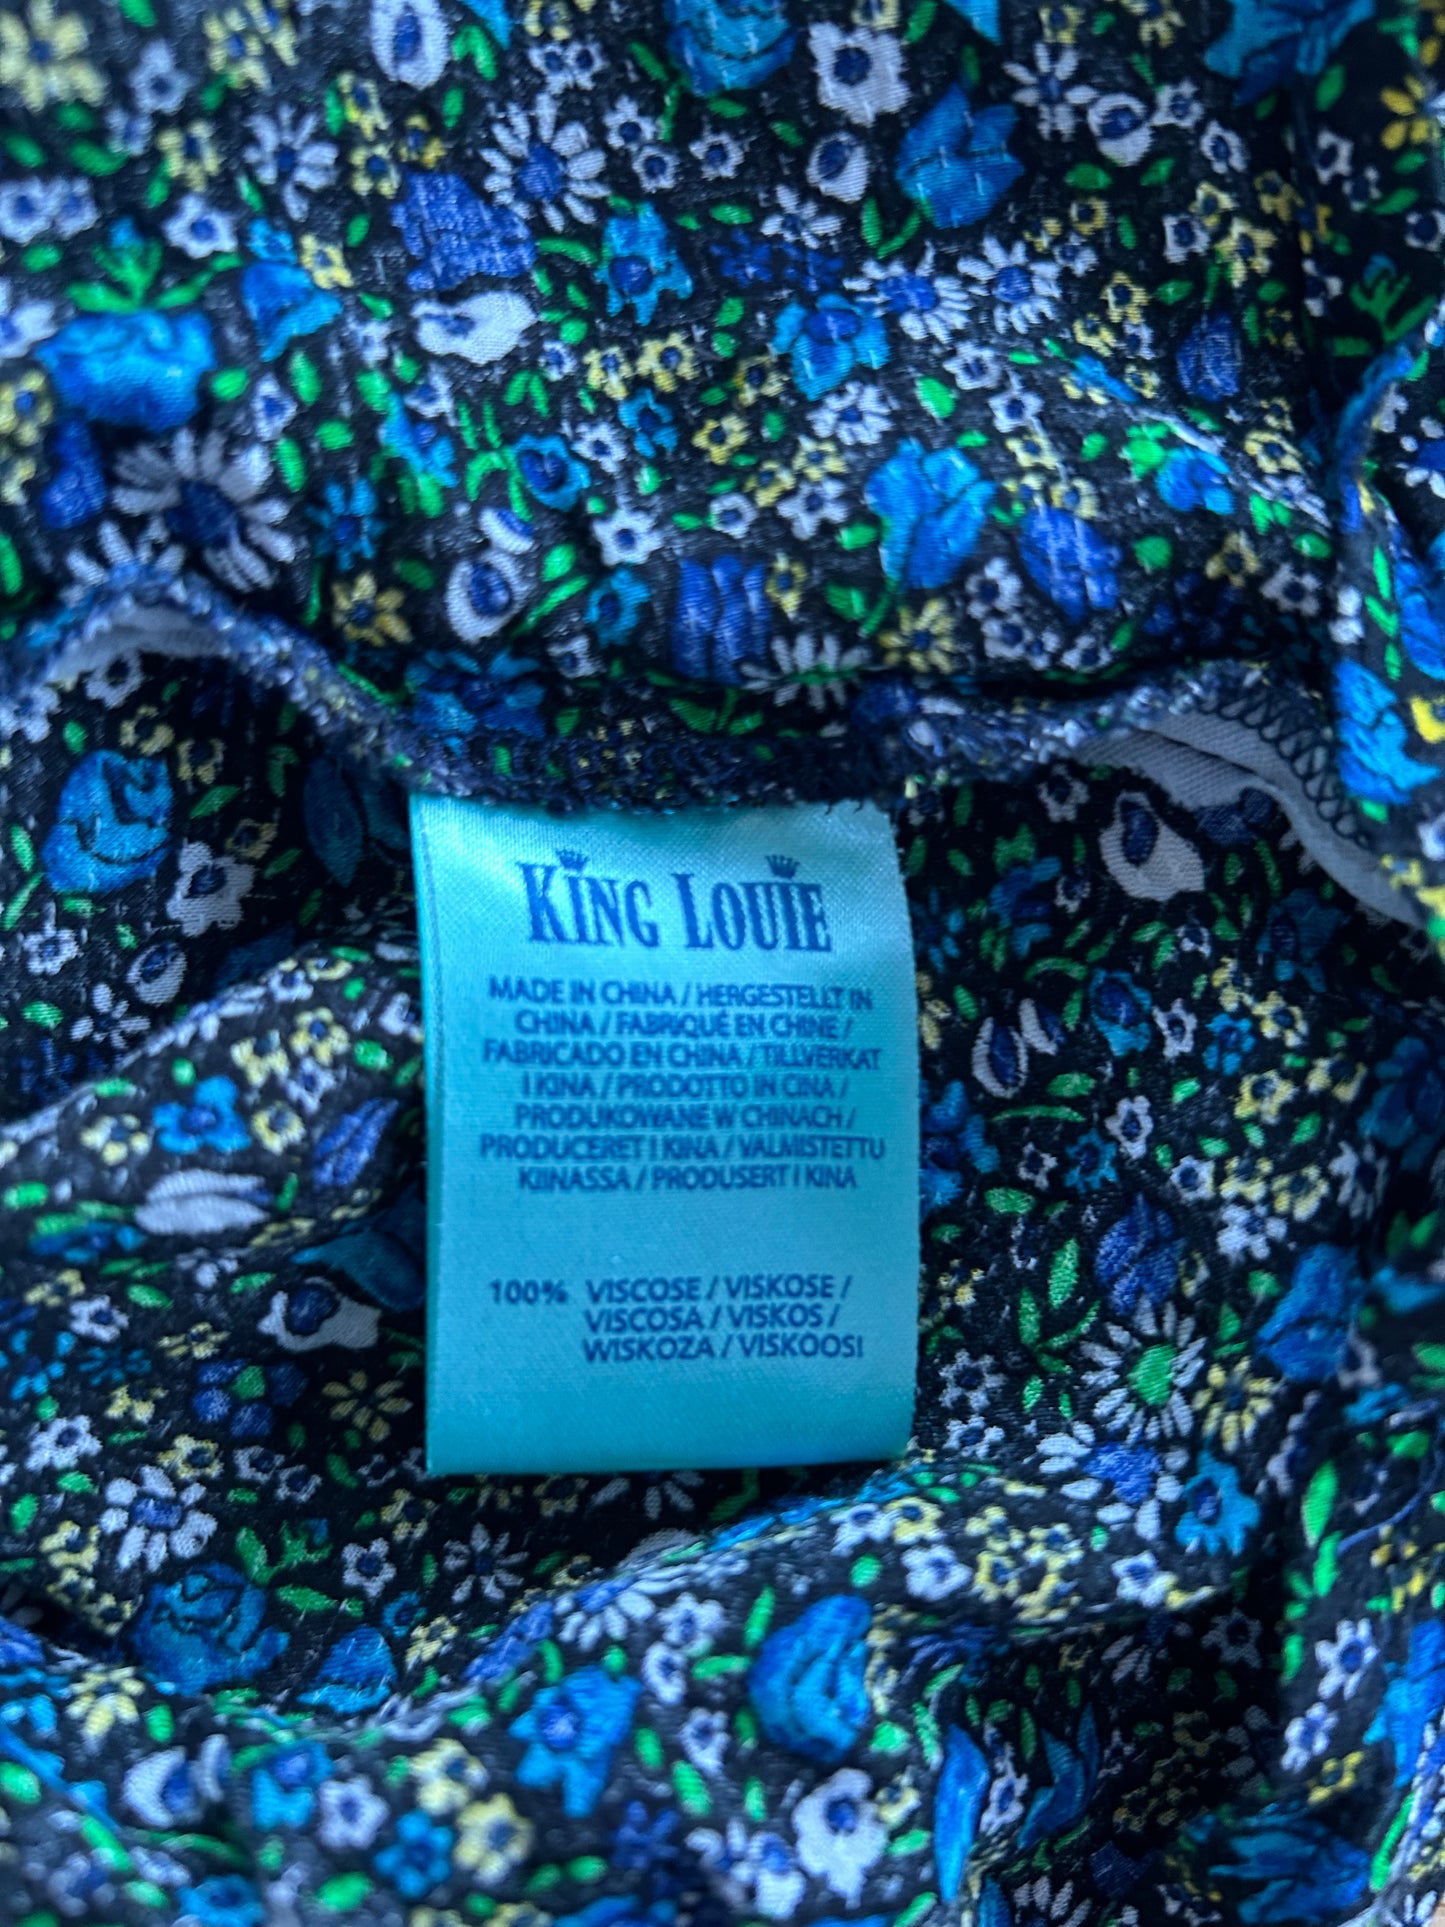 KING LOUIE
MADE IN CHINA / HERGESTELLT IN
CHINA / FABRIQUÉ EN CHINE /
FABRICADO EN CHINA / TILLVERKAT
I KINA / PRODOTTO IN CINA /
PRODUKOWANE W CHINACH /
PRODUCERET I KINA / VALMISTETTU
KIINASSA / PRODUSERT I KINA
100% VISCOSE / VISKOSE /
VISCOSA / VISKOS /
WISKOZA / VISKOOSI